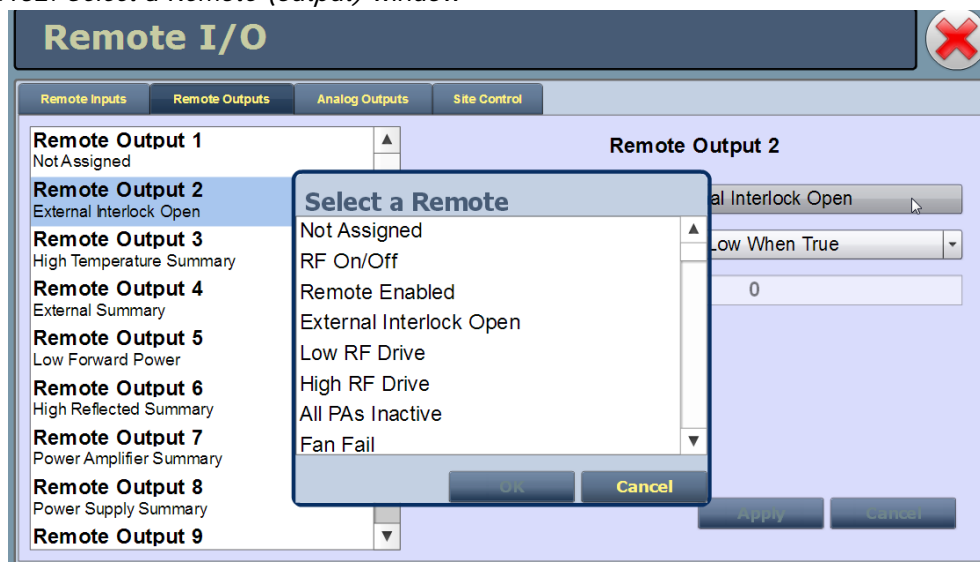 Select a Remote (output) window
Remote I/O
Remote Inputs
Remote Outputs
Analog Outputs
Site Control
Remote Output 1
Not Assigned
Remote Output 2
External Interlock Open
Remote Output 3
High Temperature Summary
Remote Output 4
External Summary
Remote Output 5
Low Forward Power
Remote Output 6
High Reflected Summary
Remote Output 7
Power Amplifier Summary
Remote Output 8
Power Supply Summary
Remote Output 9
Select a Remote
Not Assigned
RF On/Off
Remote Enabled
External Interlock Open
Low RF Drive
High RF Drive
All PAs Inactive
Fan Fail
OK
Cancel
Remote Output 2
al Interlock Open
Low When True
0
Apply
Cancel